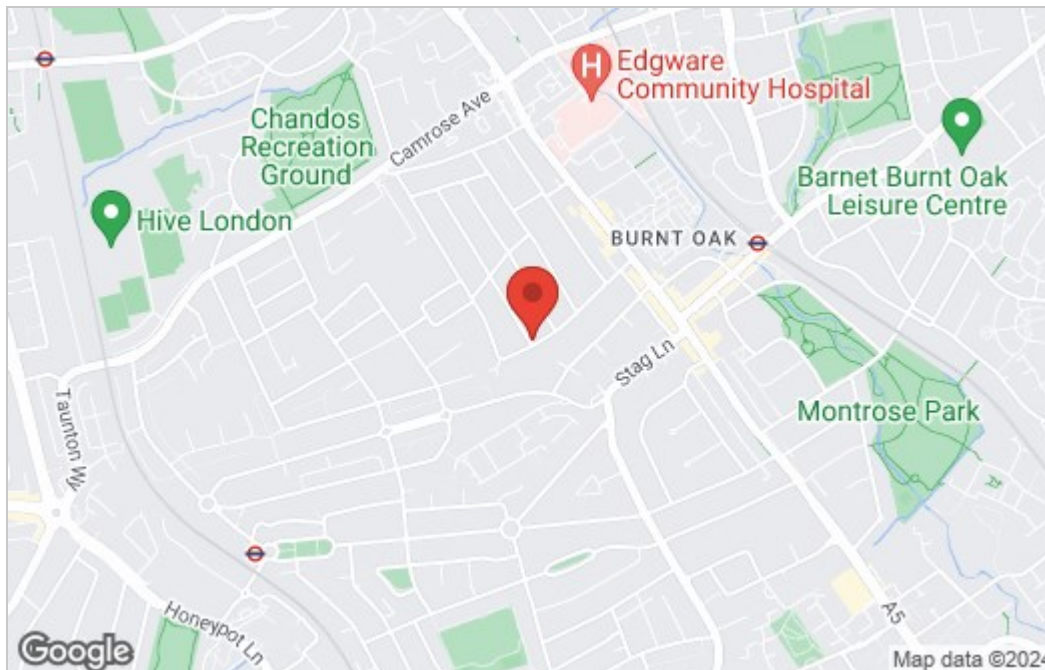 H
Edgware
Community Hospital
Chandos
Recreation
Ground
Camrose Ave
Hive London
Barnet Burnt Oak
Leisure Centre
BURNT OAK
Stag Ln
Montrose Park
Taunton Wy
Honeypot Ln
A5
Google
Map data ©2024